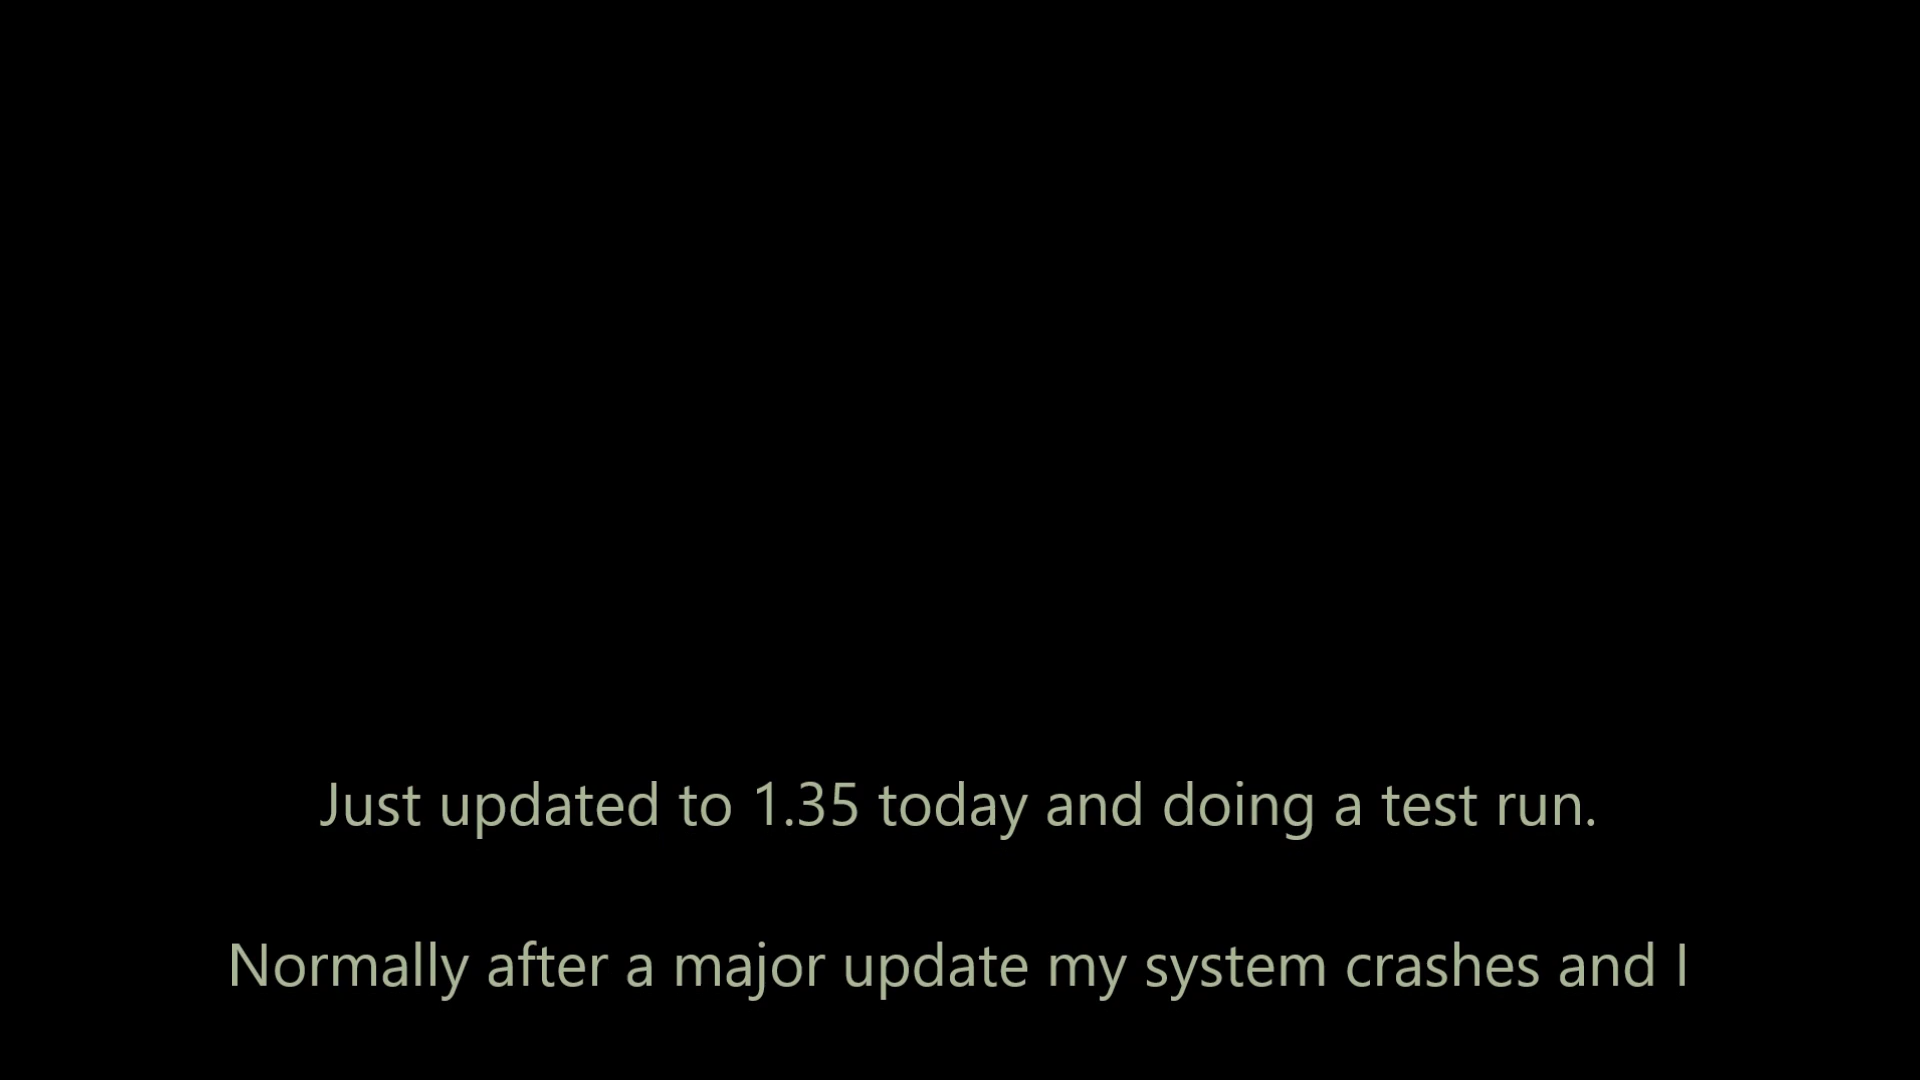 Just updated to 1.35 today and doing a test run.
Normally after a major update my system crashes and I